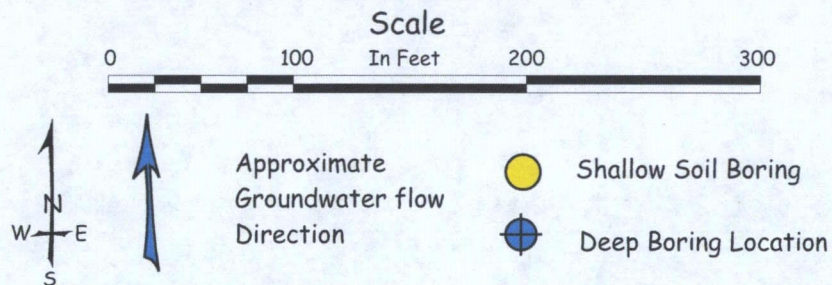 Scale
0 100 In Feet 200 300
N
W E
S
Approximate
Groundwater flow
Direction
Shallow Soil Boring
Deep Boring Location